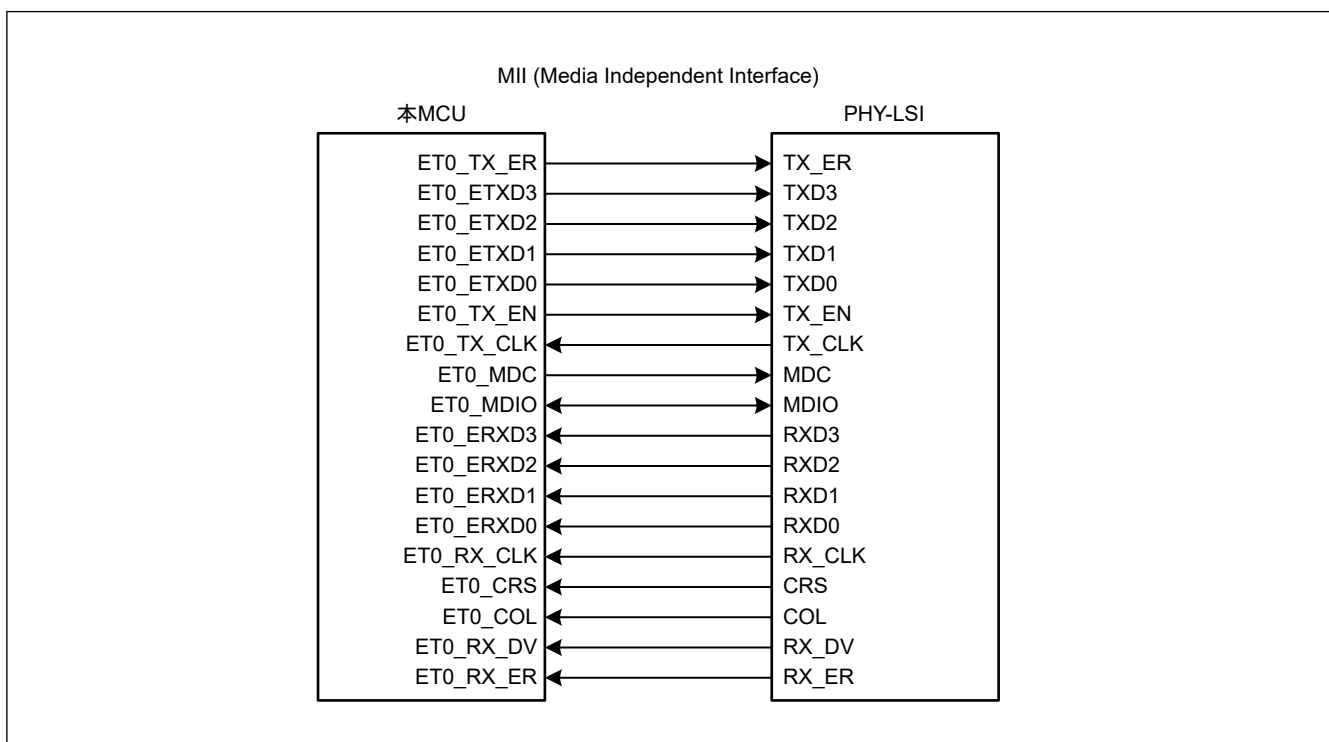 MII (Media Independent Interface)
本MCU PHY-LSI
ET0_TX_ER TX_ER
ET0_ETXD3 TXD3
ET0_ETXD2 TXD2
ET0_ETXD1 TXD1
ET0_ETXD0 TXD0
ET0_TX_EN TX_EN
ET0_TX_CLK TX_CLK
ET0_MDC MDC
ET0_MDIO MDIO
ET0_ERXD3 RXD3
ET0_ERXD2 RXD2
ET0_ERXD1 RXD1
ET0_ERXD0 RXD0
ET0_RX_CLK RX_CLK
ET0_CRS CRS
ET0_COL COL
ET0_RX_DV RX_DV
ET0_RX_ER RX_ER